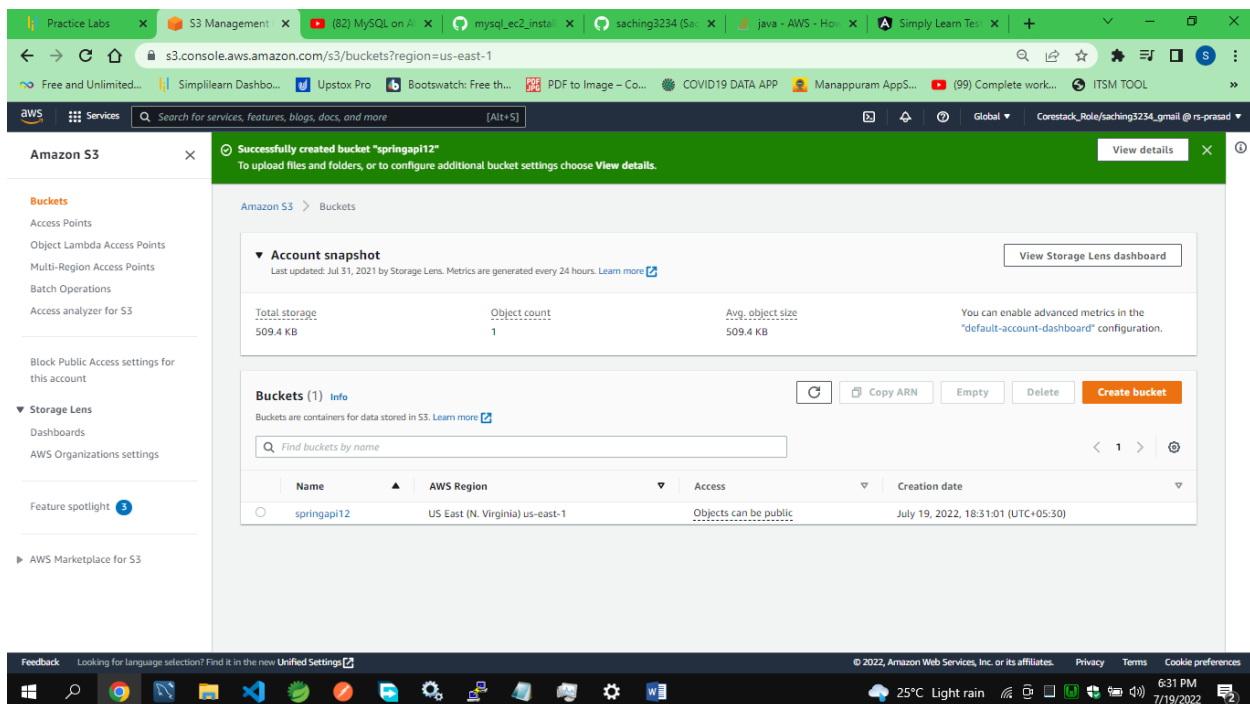 Practice Labs
S3 Management
(82) MySQL on A
mysql_ec2_instal
saching3234 (Sac
java - AWS - How
Simply Learn Test
s3.console.aws.amazon.com/s3/buckets?region=us-east-1
S
Free and Unlimited...
Simplilearn Dashbo...
Upstox Pro
Bootswatch: Free th...
PDF to Image – Co...
COVID19 DATA APP
Manappuram AppS...
(99) Complete work...
ITSM TOOL
»
aws
Services
Search for services, features, blogs, docs, and more
[Alt+S]
Global
Corestack_Role/saching3234_gmail @ rs-prasad
Amazon S3
Buckets
Access Points
Object Lambda Access Points
Multi-Region Access Points
Batch Operations
Access analyzer for S3
Block Public Access settings for
this account
Storage Lens
Dashboards
AWS Organizations settings
Feature spotlight 3
AWS Marketplace for S3
Successfully created bucket "springapi12"
To upload files and folders, or to configure additional bucket settings choose View details.
View details
Amazon S3 > Buckets
Account snapshot
Last updated: Jul 31, 2021 by Storage Lens. Metrics are generated every 24 hours. Learn more
View Storage Lens dashboard
Total storage
509.4 KB
Object count
1
Avg. object size
509.4 KB
You can enable advanced metrics in the
"default-account-dashboard" configuration.
Buckets (1) Info
Buckets are containers for data stored in S3. Learn more
Copy ARN
Empty
Delete
Create bucket
Find buckets by name
1
Name AWS Region Access Creation date
springapi12 US East (N. Virginia) us-east-1 Objects can be public July 19, 2022, 18:31:01 (UTC+05:30)
Feedback Looking for language selection? Find it in the new Unified Settings
© 2022, Amazon Web Services, Inc. or its affiliates. Privacy Terms Cookie preferences
25°C Light rain
6:31 PM
7/19/2022
2